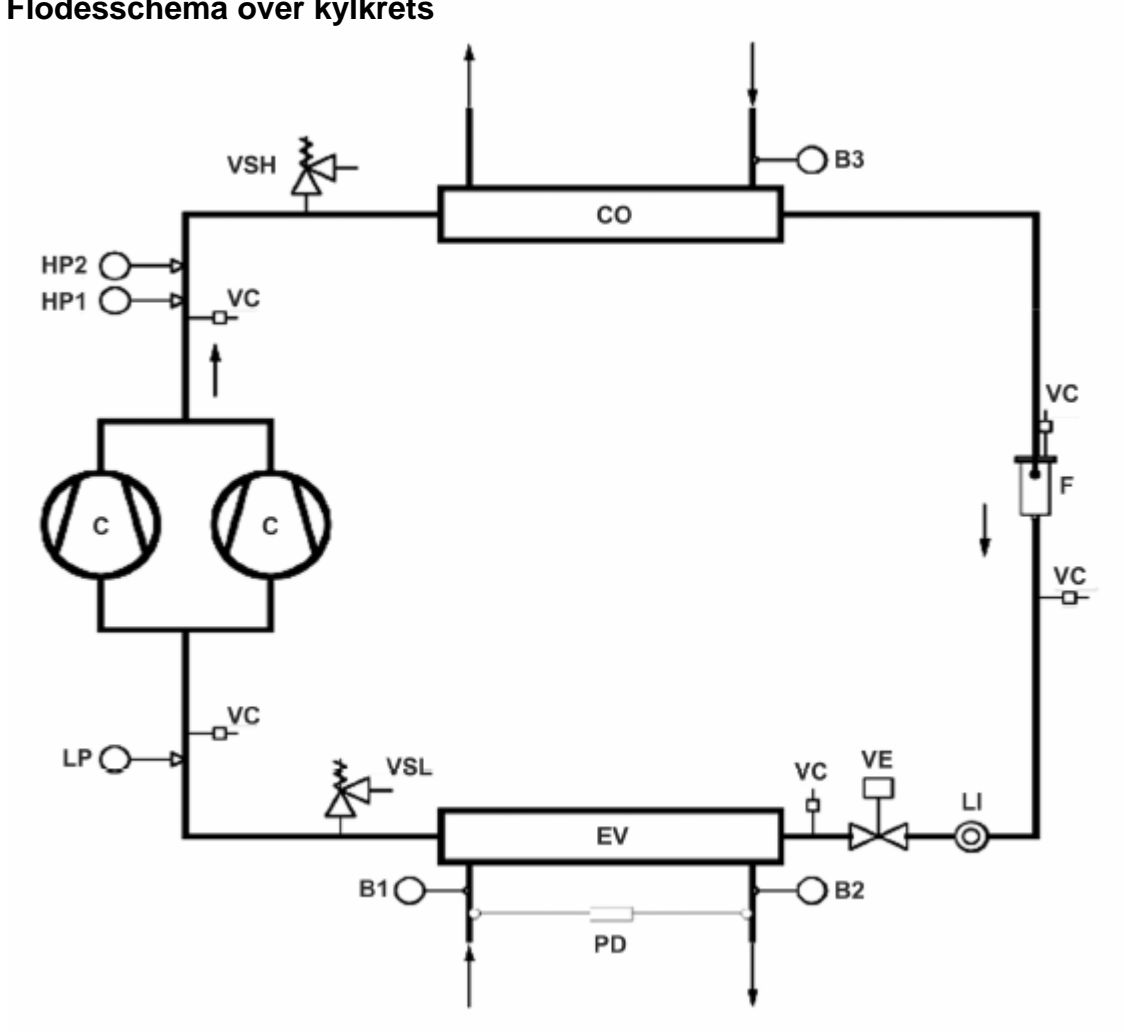 Flödesschema över kylkrets
B3
VSH
CO
HP2
HP1
VC
VC
C
C
F
VC
VC
LP
VSL
VC
VE
LI
EV
B1
B2
PD